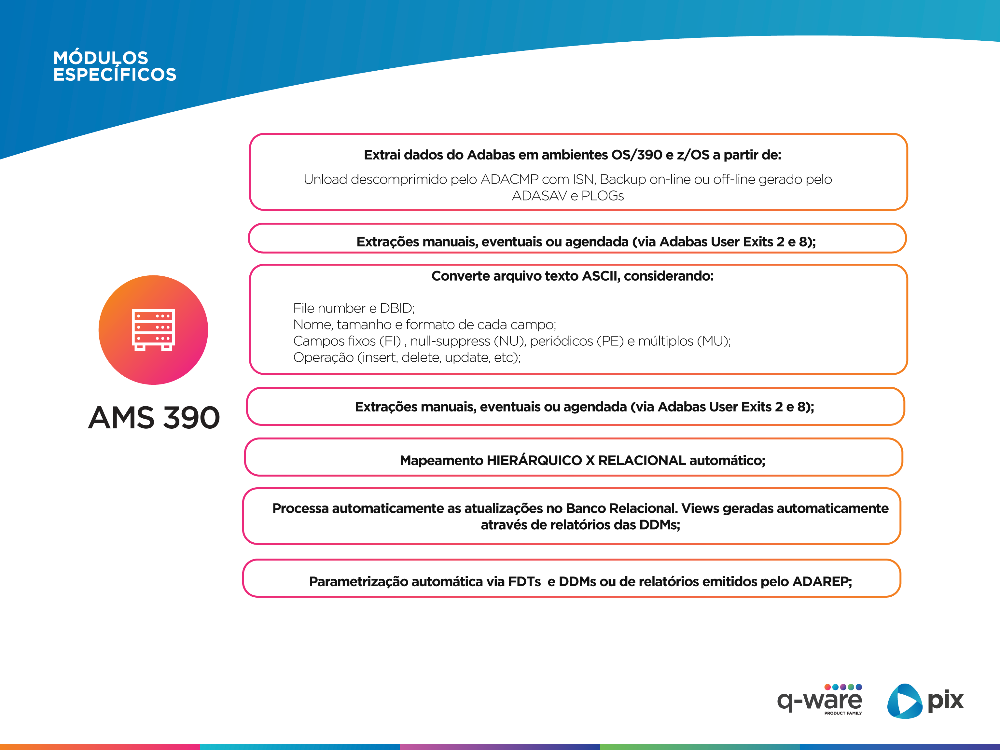 MÓDULOS
ESPECÍFICOS
Extrai dados do Adabas em ambientes OS/390 e z/OS a partir de:
Unload descomprimido pelo ADACMP com ISN, Backup on-line ou off-line gerado pelo
ADASAV e PLOGs
Extrações manuais, eventuais ou agendada (via Adabas User Exits 2 e 8);
Converte arquivo texto ASCII, considerando:
File number e DBID;
Nome, tamanho e formato de cada campo;
Campos fixos (FI) , null-suppress (NU), periódicos (PE) e múltiplos (MU);
Operação (insert, delete, update, etc);
AMS 390
Extrações manuais, eventuais ou agendada (via Adabas User Exits 2 e 8);
Mapeamento HIERÁRQUICO X RELACIONAL automático;
Processa automaticamente as atualizações no Banco Relacional. Views geradas automaticamente
através de relatórios das DDMs;
Parametrização automática via FDTs  e DDMs ou de relatórios emitidos pelo ADAREP;
q-ware
PRODUCT FAMILY
pix